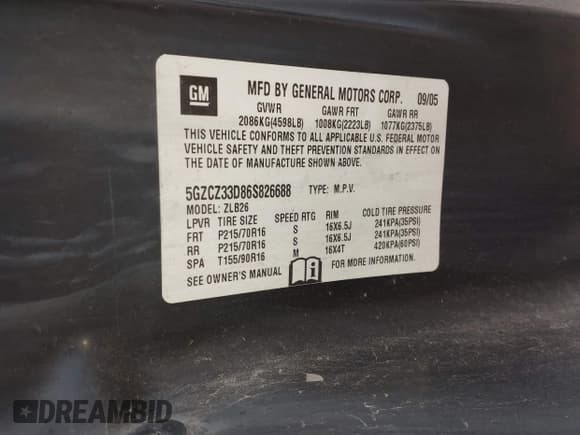 GM
MFD BY GENERAL MOTORS CORP. 09/05
GVWR GAWR FRT GAWR RR
2086KG(4598LB) 1008KG(2223LB) 1077KG(2375LB)
THIS VEHICLE CONFORMS TO ALL APPLICABLE U.S. FEDERAL MOTOR
VEHICLE SAFETY AND THEFT PREVENTION STANDARDS IN EFFECT ON
THE DATE OF MANUFACTURE SHOWN ABOVE.
5GZCZ33D86S826688 TYPE: M.P.V.
MODEL: ZLB26
LPVR TIRE SIZE SPEED RTG RIM COLD TIRE PRESSURE
FRT P215/70R16 S 16X6.5J 241KPA(35PSI)
RR P215/70R16 S 16X6.5J 241KPA(35PSI)
SPA T155/90R16 M 16X4T 420KPA(60PSI)
SEE OWNER'S MANUAL i FOR MORE INFORMATION.
DREAMBID